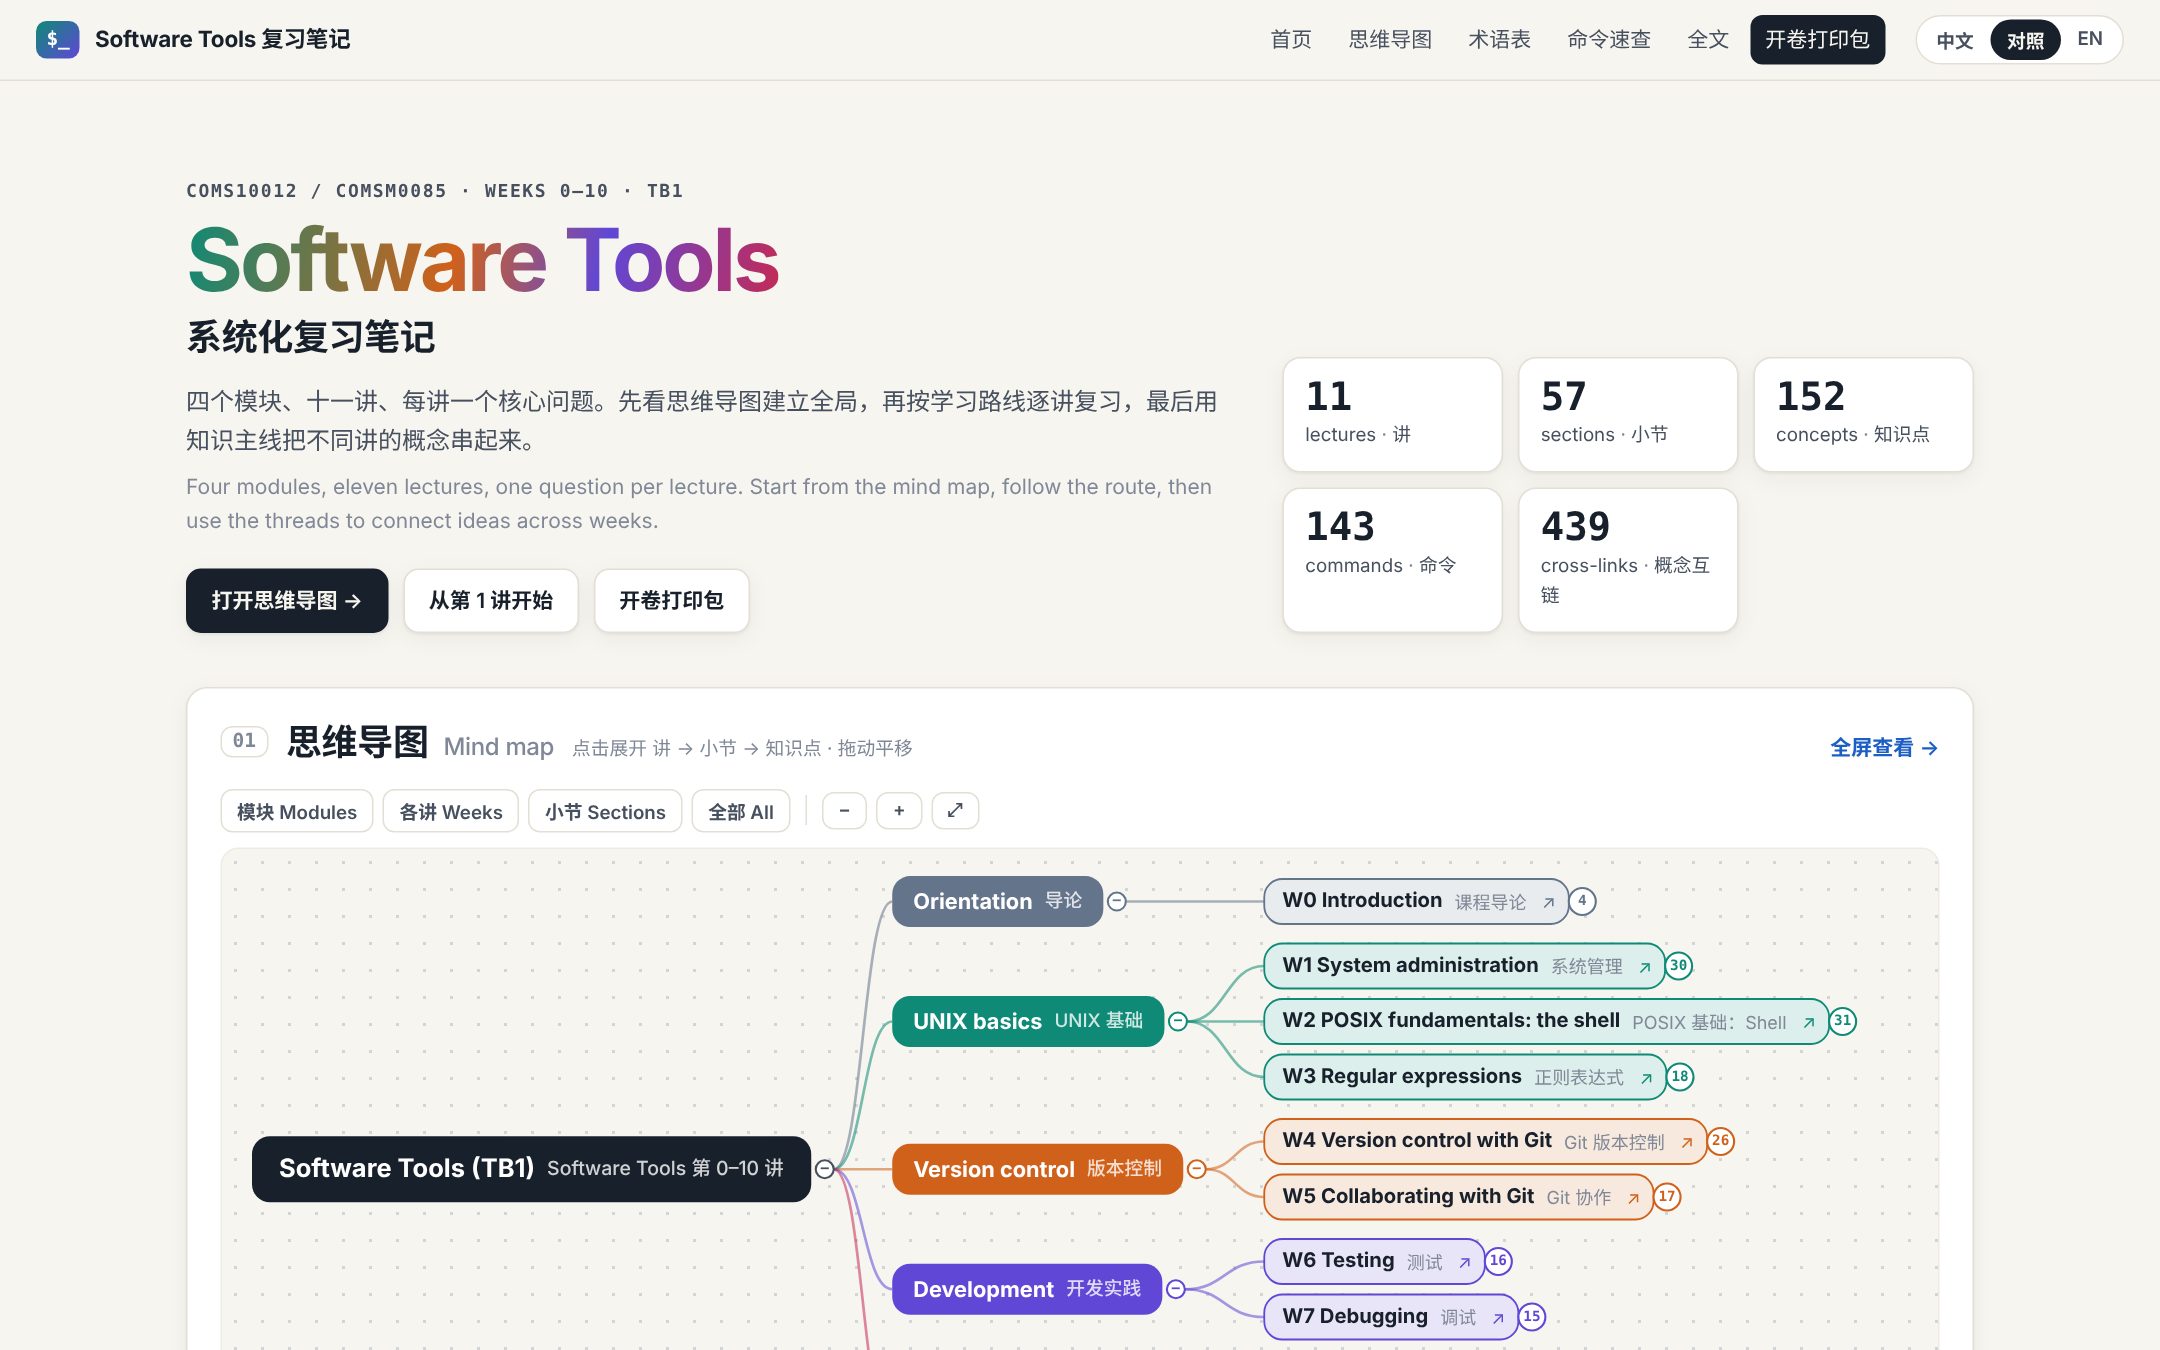 $_ Software Tools 复习笔记
首页 思维导图 术语表 命令速查 全文 开卷打印包 中文 对照 EN
COMS10012 / COMSM0085 · WEEKS 0–10 · TB1
Software Tools
系统化复习笔记
四个模块、十一讲、每讲一个核心问题。先看思维导图建立全局，再按学习路线逐讲复习，最后用
知识主线把不同讲的概念串起来。
Four modules, eleven lectures, one question per lecture. Start from the mind map, follow the route, then
use the threads to connect ideas across weeks.
打开思维导图 → 从第 1 讲开始 开卷打印包
11
lectures · 讲
57
sections · 小节
152
concepts · 知识点
143
commands · 命令
439
cross-links · 概念互
链
01 思维导图 Mind map 点击展开 讲 → 小节 → 知识点 · 拖动平移 全屏查看 →
模块 Modules 各讲 Weeks 小节 Sections 全部 All − + ⤢
Orientation 导论 −
W0 Introduction 课程导论 ↗ 4
W1 System administration 系统管理 ↗ 30
UNIX basics UNIX 基础 −
W2 POSIX fundamentals: the shell POSIX 基础：Shell ↗ 31
W3 Regular expressions 正则表达式 ↗ 18
Software Tools (TB1) Software Tools 第 0–10 讲 −
Version control 版本控制 −
W4 Version control with Git Git 版本控制 ↗ 26
W5 Collaborating with Git Git 协作 ↗ 17
Development 开发实践 −
W6 Testing 测试 ↗ 16
W7 Debugging 调试 ↗ 15